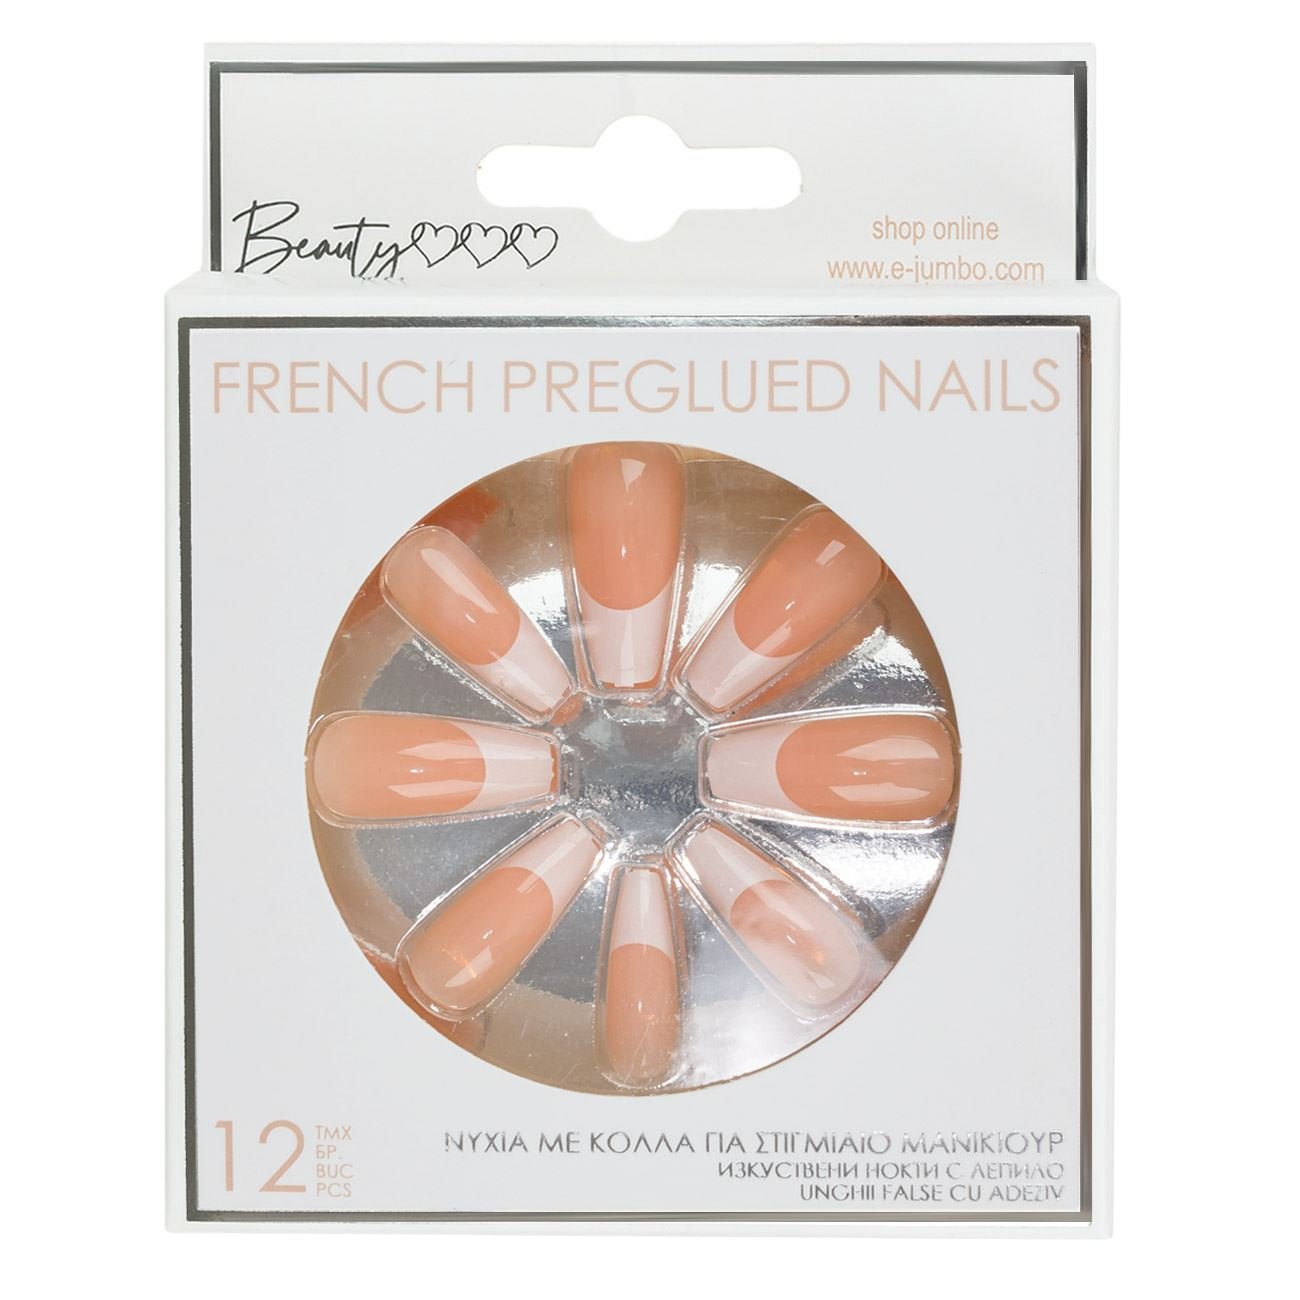 Beauty
shop online
www.e-jumbo.com
FRENCH PREGLUED NAILS
12
ΤΜΧ
БР.
BUC
PCS
ΝΥΧΙΑ ΜΕ ΚΟΛΛΑ ΓΙΑ ΣΤΙΓΜΙΑΙΟ ΜΑΝΙΚΙΟΥΡ
ИЗКУСТВЕНИ НОКТИ С ЛЕПИЛО
UNGHII FALSE CU ADEZIV